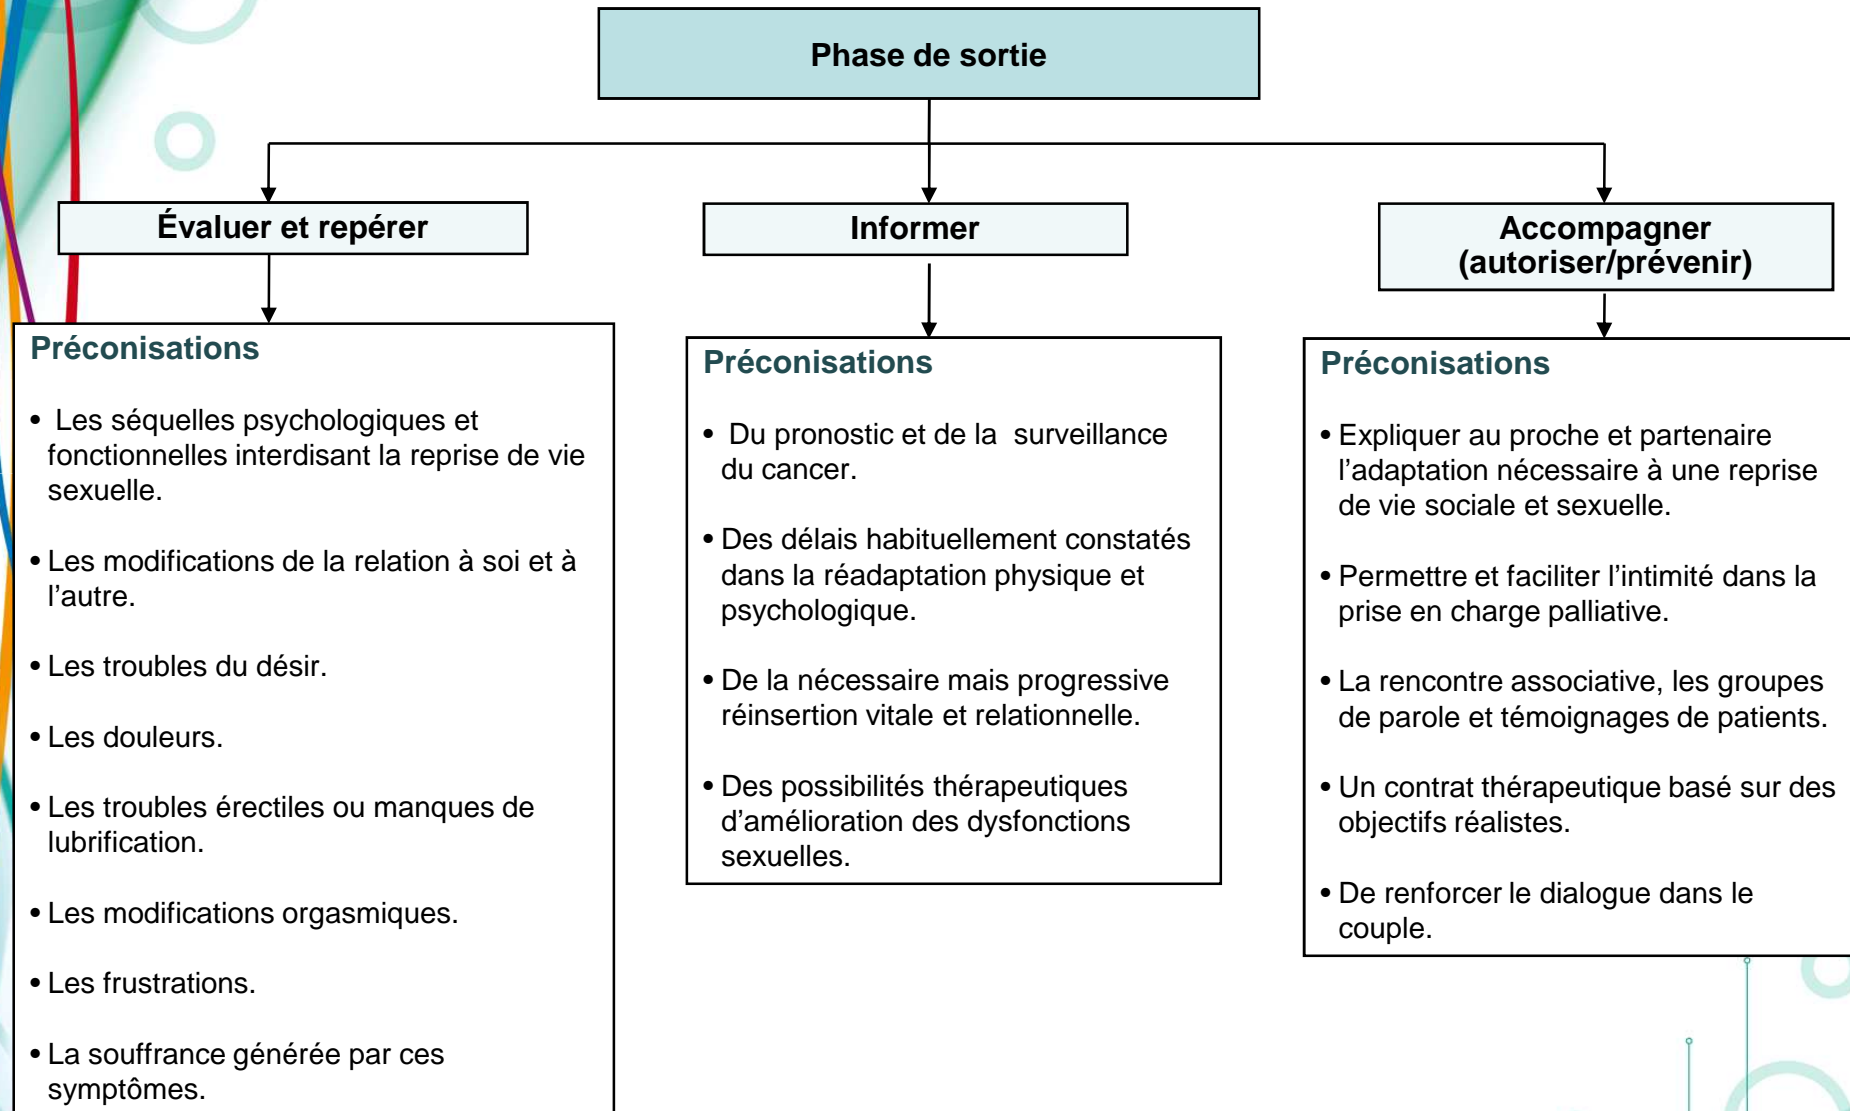 Phase de sortie
Évaluer et repérer
Préconisations
• Les séquelles psychologiques et
fonctionnelles interdisant la reprise de vie
sexuelle.
• Les modifications de la relation à soi et à
l’autre.
• Les troubles du désir.
• Les douleurs.
• Les troubles érectiles ou manques de
lubrification.
• Les modifications orgasmiques.
• Les frustrations.
• La souffrance générée par ces
symptômes.
Informer
Préconisations
• Du pronostic et de la surveillance
du cancer.
• Des délais habituellement constatés
dans la réadaptation physique et
psychologique.
• De la nécessaire mais progressive
réinsertion vitale et relationnelle.
• Des possibilités thérapeutiques
d’amélioration des dysfonctions
sexuelles.
Accompagner
(autoriser/prévenir)
Préconisations
• Expliquer au proche et partenaire
l’adaptation nécessaire à une reprise
de vie sociale et sexuelle.
• Permettre et faciliter l’intimité dans la
prise en charge palliative.
• La rencontre associative, les groupes
de parole et témoignages de patients.
• Un contrat thérapeutique basé sur des
objectifs réalistes.
• De renforcer le dialogue dans le
couple.